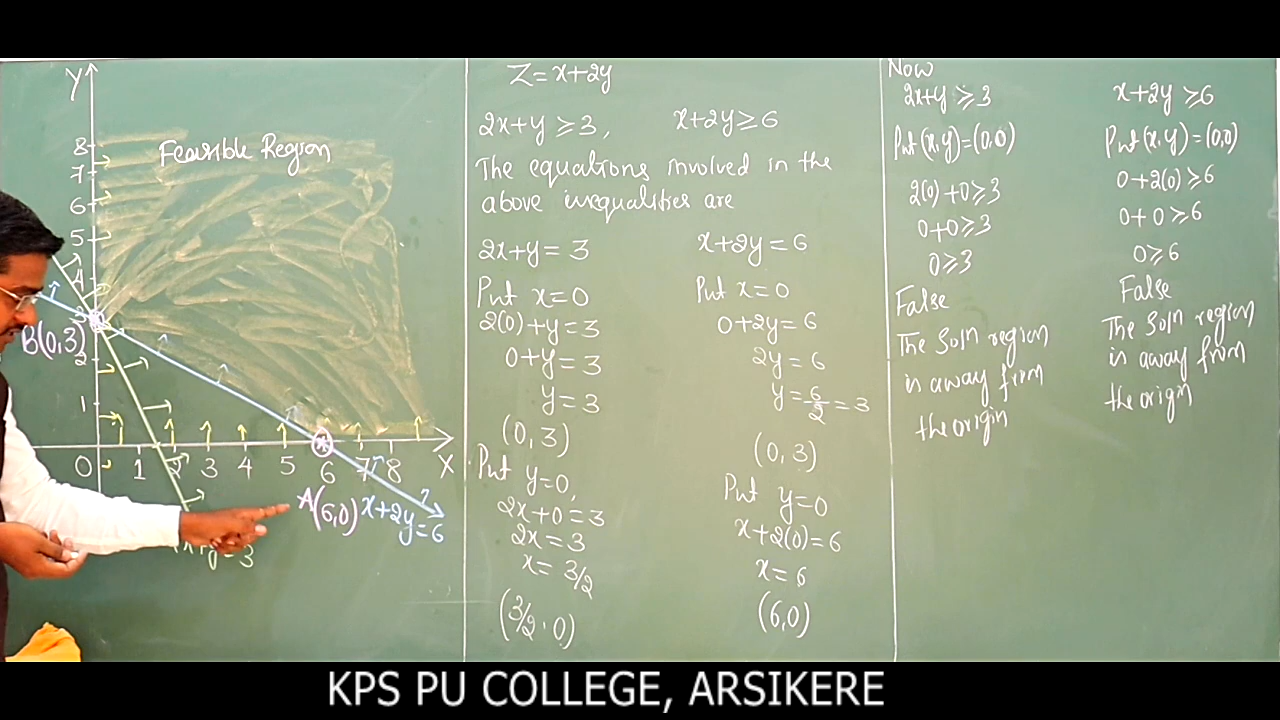 Y
8
7
6
5
4
3
2
1
Feasible Region
B(0,3)
0 1 2 3 4 5 6 7 8 X
A(6,0)
x+2y=6
y=3
Z=x+2y
2x+y≥3, x+2y≥6
The equations involved in the
above inequalities are
2x+y=3
Put x=0
2(0)+y=3
0+y=3
y=3
(0,3)
Put y=0,
2x+0=3
2x=3
x=3/2
(3/2,0)
x+2y=6
Put x=0
0+2y=6
2y=6
y=6/2=3
(0,3)
Put y=0
x+2(0)=6
x=6
(6,0)
Now
2x+y≥3
Put (x,y)=(0,0)
2(0)+0≥3
0+0≥3
0≥3
False
The Soln region
is away from
the origin
x+2y≥6
Put (x,y)=(0,0)
0+2(0)≥6
0+0≥6
0≥6
False
The Soln region
is away from
the origin
KPS PU COLLEGE, ARSIKERE